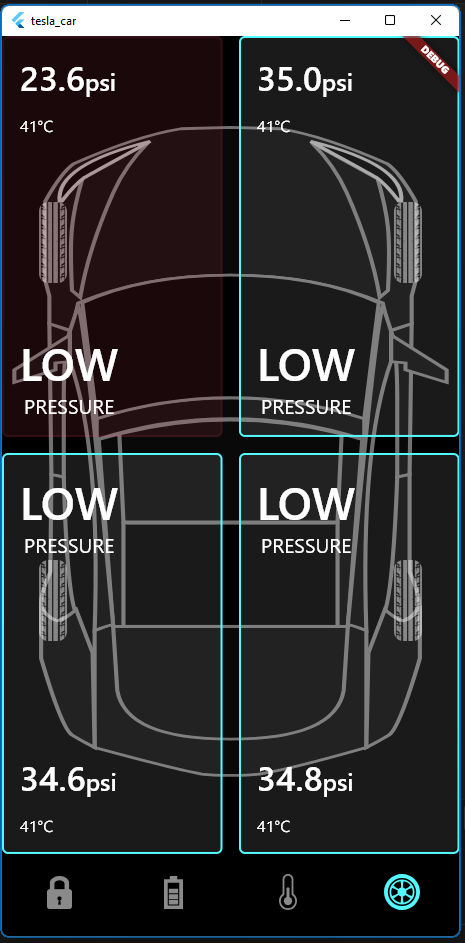 tesla_car
DEBUG
23.6psi
41°C
LOW
PRESSURE
35.0psi
41°C
LOW
PRESSURE
LOW
PRESSURE
34.6psi
41°C
LOW
PRESSURE
34.8psi
41°C